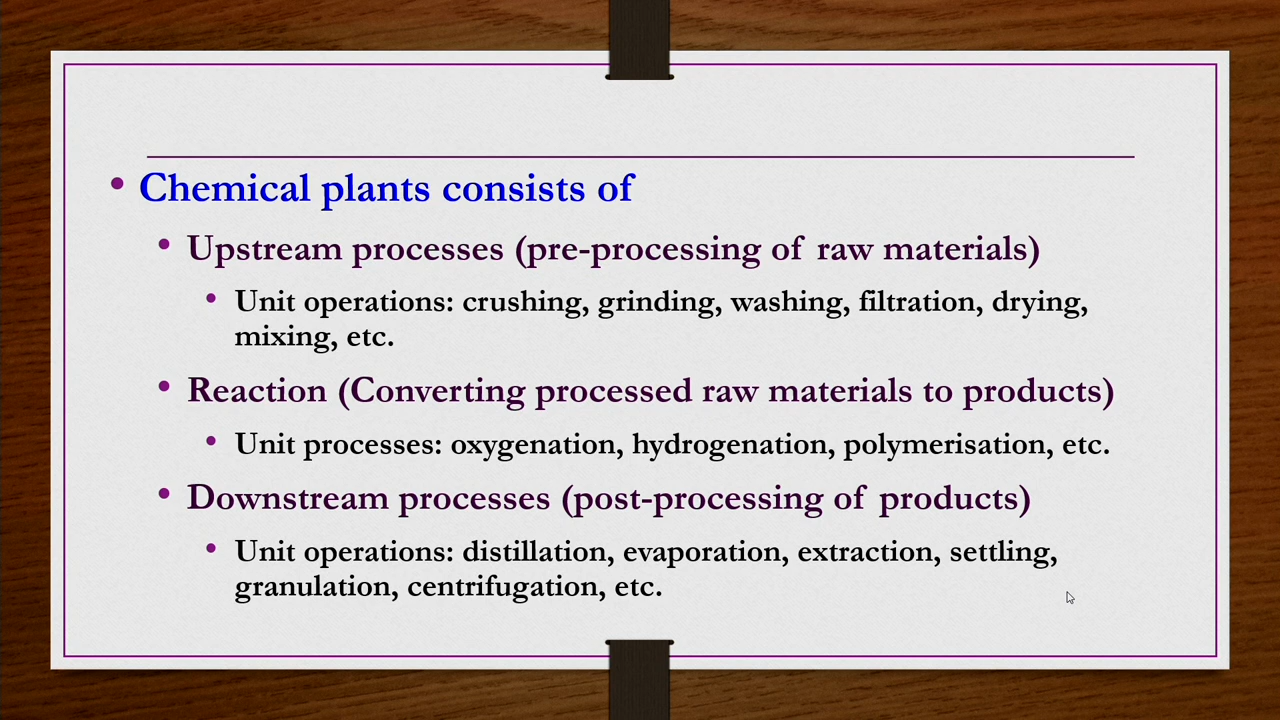 Chemical plants consists of
Upstream processes (pre-processing of raw materials)
Unit operations: crushing, grinding, washing, filtration, drying,
mixing, etc.
Reaction (Converting processed raw materials to products)
Unit processes: oxygenation, hydrogenation, polymerisation, etc.
Downstream processes (post-processing of products)
Unit operations: distillation, evaporation, extraction, settling,
granulation, centrifugation, etc.